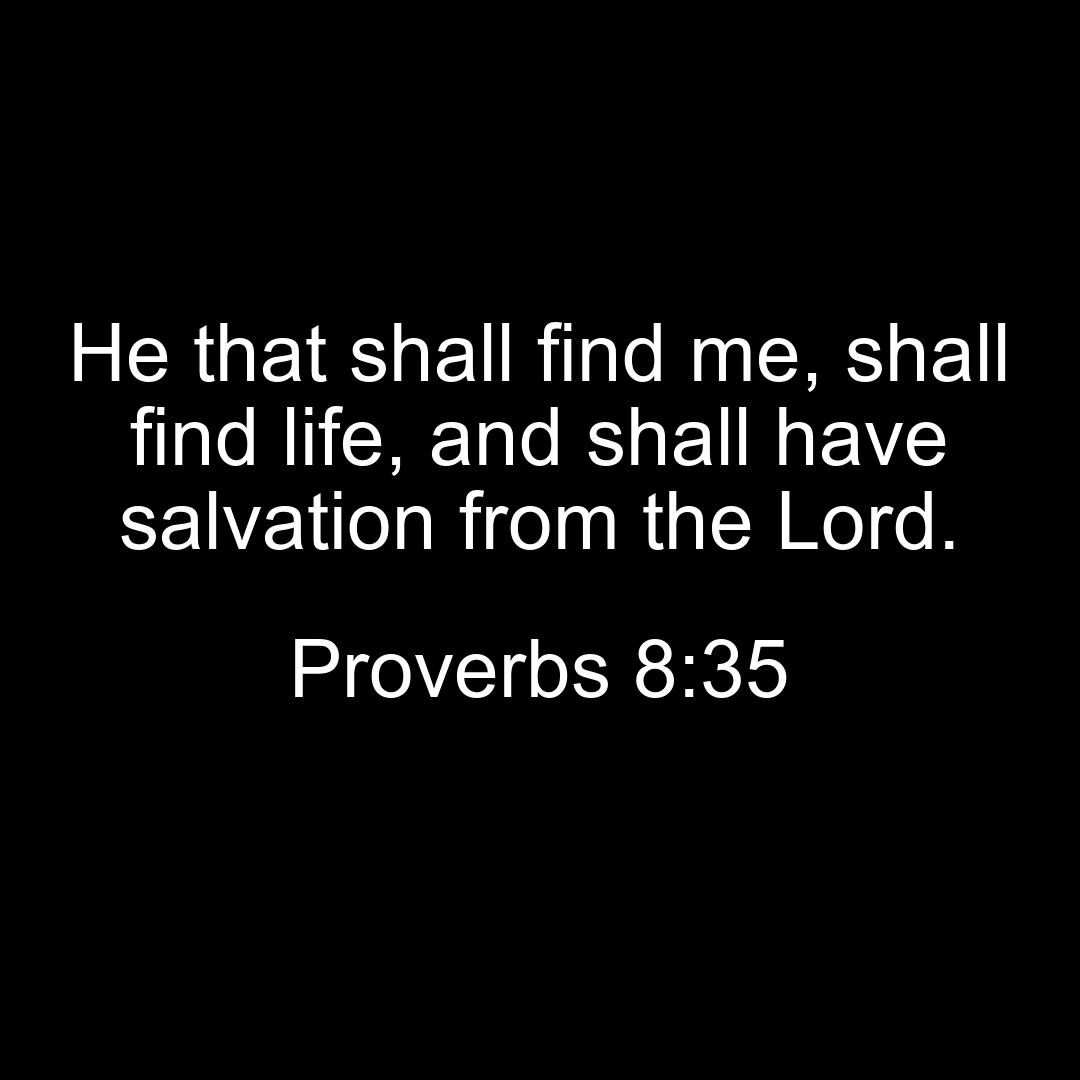 He that shall find me, shall
find life, and shall have
salvation from the Lord.
Proverbs 8:35